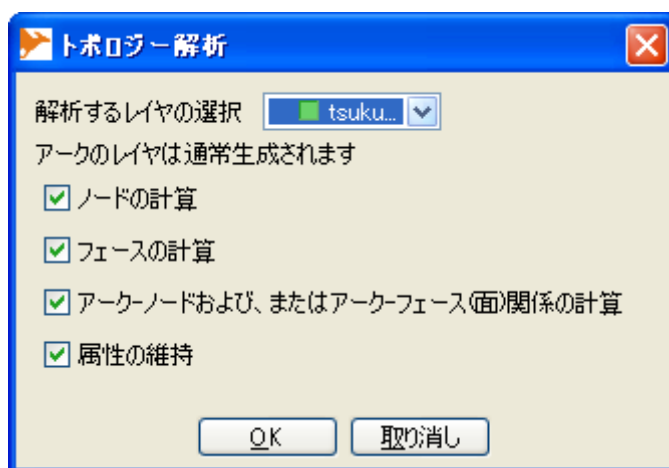 トポロジー解析
解析するレイヤの選択 tsuku...
アークのレイヤは通常生成されます
ノードの計算
フェースの計算
アーク-ノードおよび、またはアーク-フェース(面)関係の計算
属性の維持
OK 取り消し